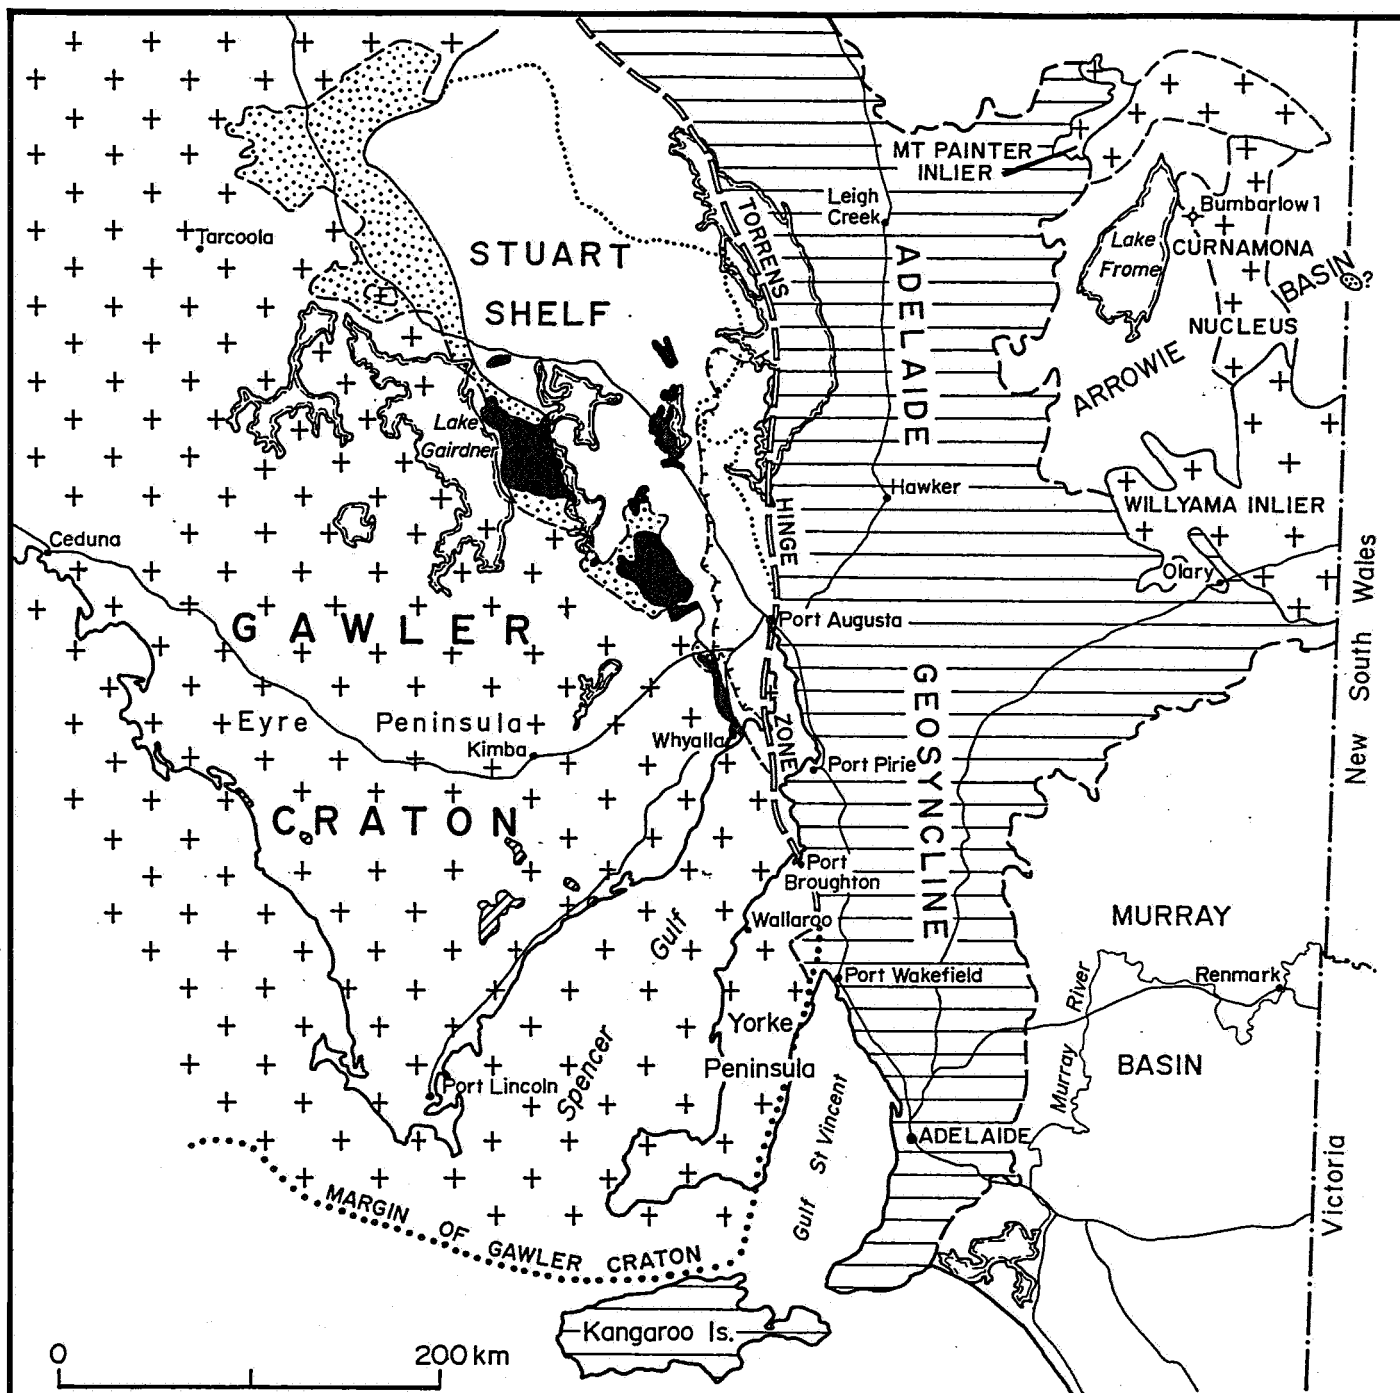 MT PAINTER
INLIER
Leigh
Creek
Bumbarlow 1
Tarcoola
STUART
SHELF
TORRENS
ADELAIDE
Lake
Frome
CURNAMONA
BASIN
?
NUCLEUS
ARROWIE
Lake
Gairdner
Hawker
HINGE
WILLYAMA INLIER
Ceduna
Olary
GAWLER
Port Augusta
GEOSYNCLINE
New South Wales
Eyre Peninsula
Kimba
Whyalla
ZONE
Port Pirie
CRATON
Port
Broughton
Wallaroo
Gulf
MURRAY
Port Wakefield
Renmark
River
Yorke
Peninsula
BASIN
Murray
Port Lincoln
Spencer
St Vincent
ADELAIDE
Gulf
Victoria
MARGIN OF GAWLER CRATON
Kangaroo Is.
0 200 km